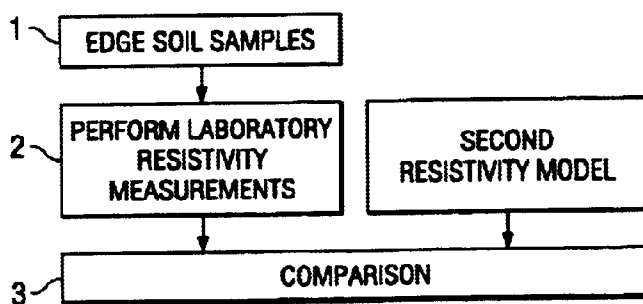 1
EDGE SOIL SAMPLES
2
PERFORM LABORATORY
RESISTIVITY
MEASUREMENTS
SECOND
RESISTIVITY MODEL
3
COMPARISON